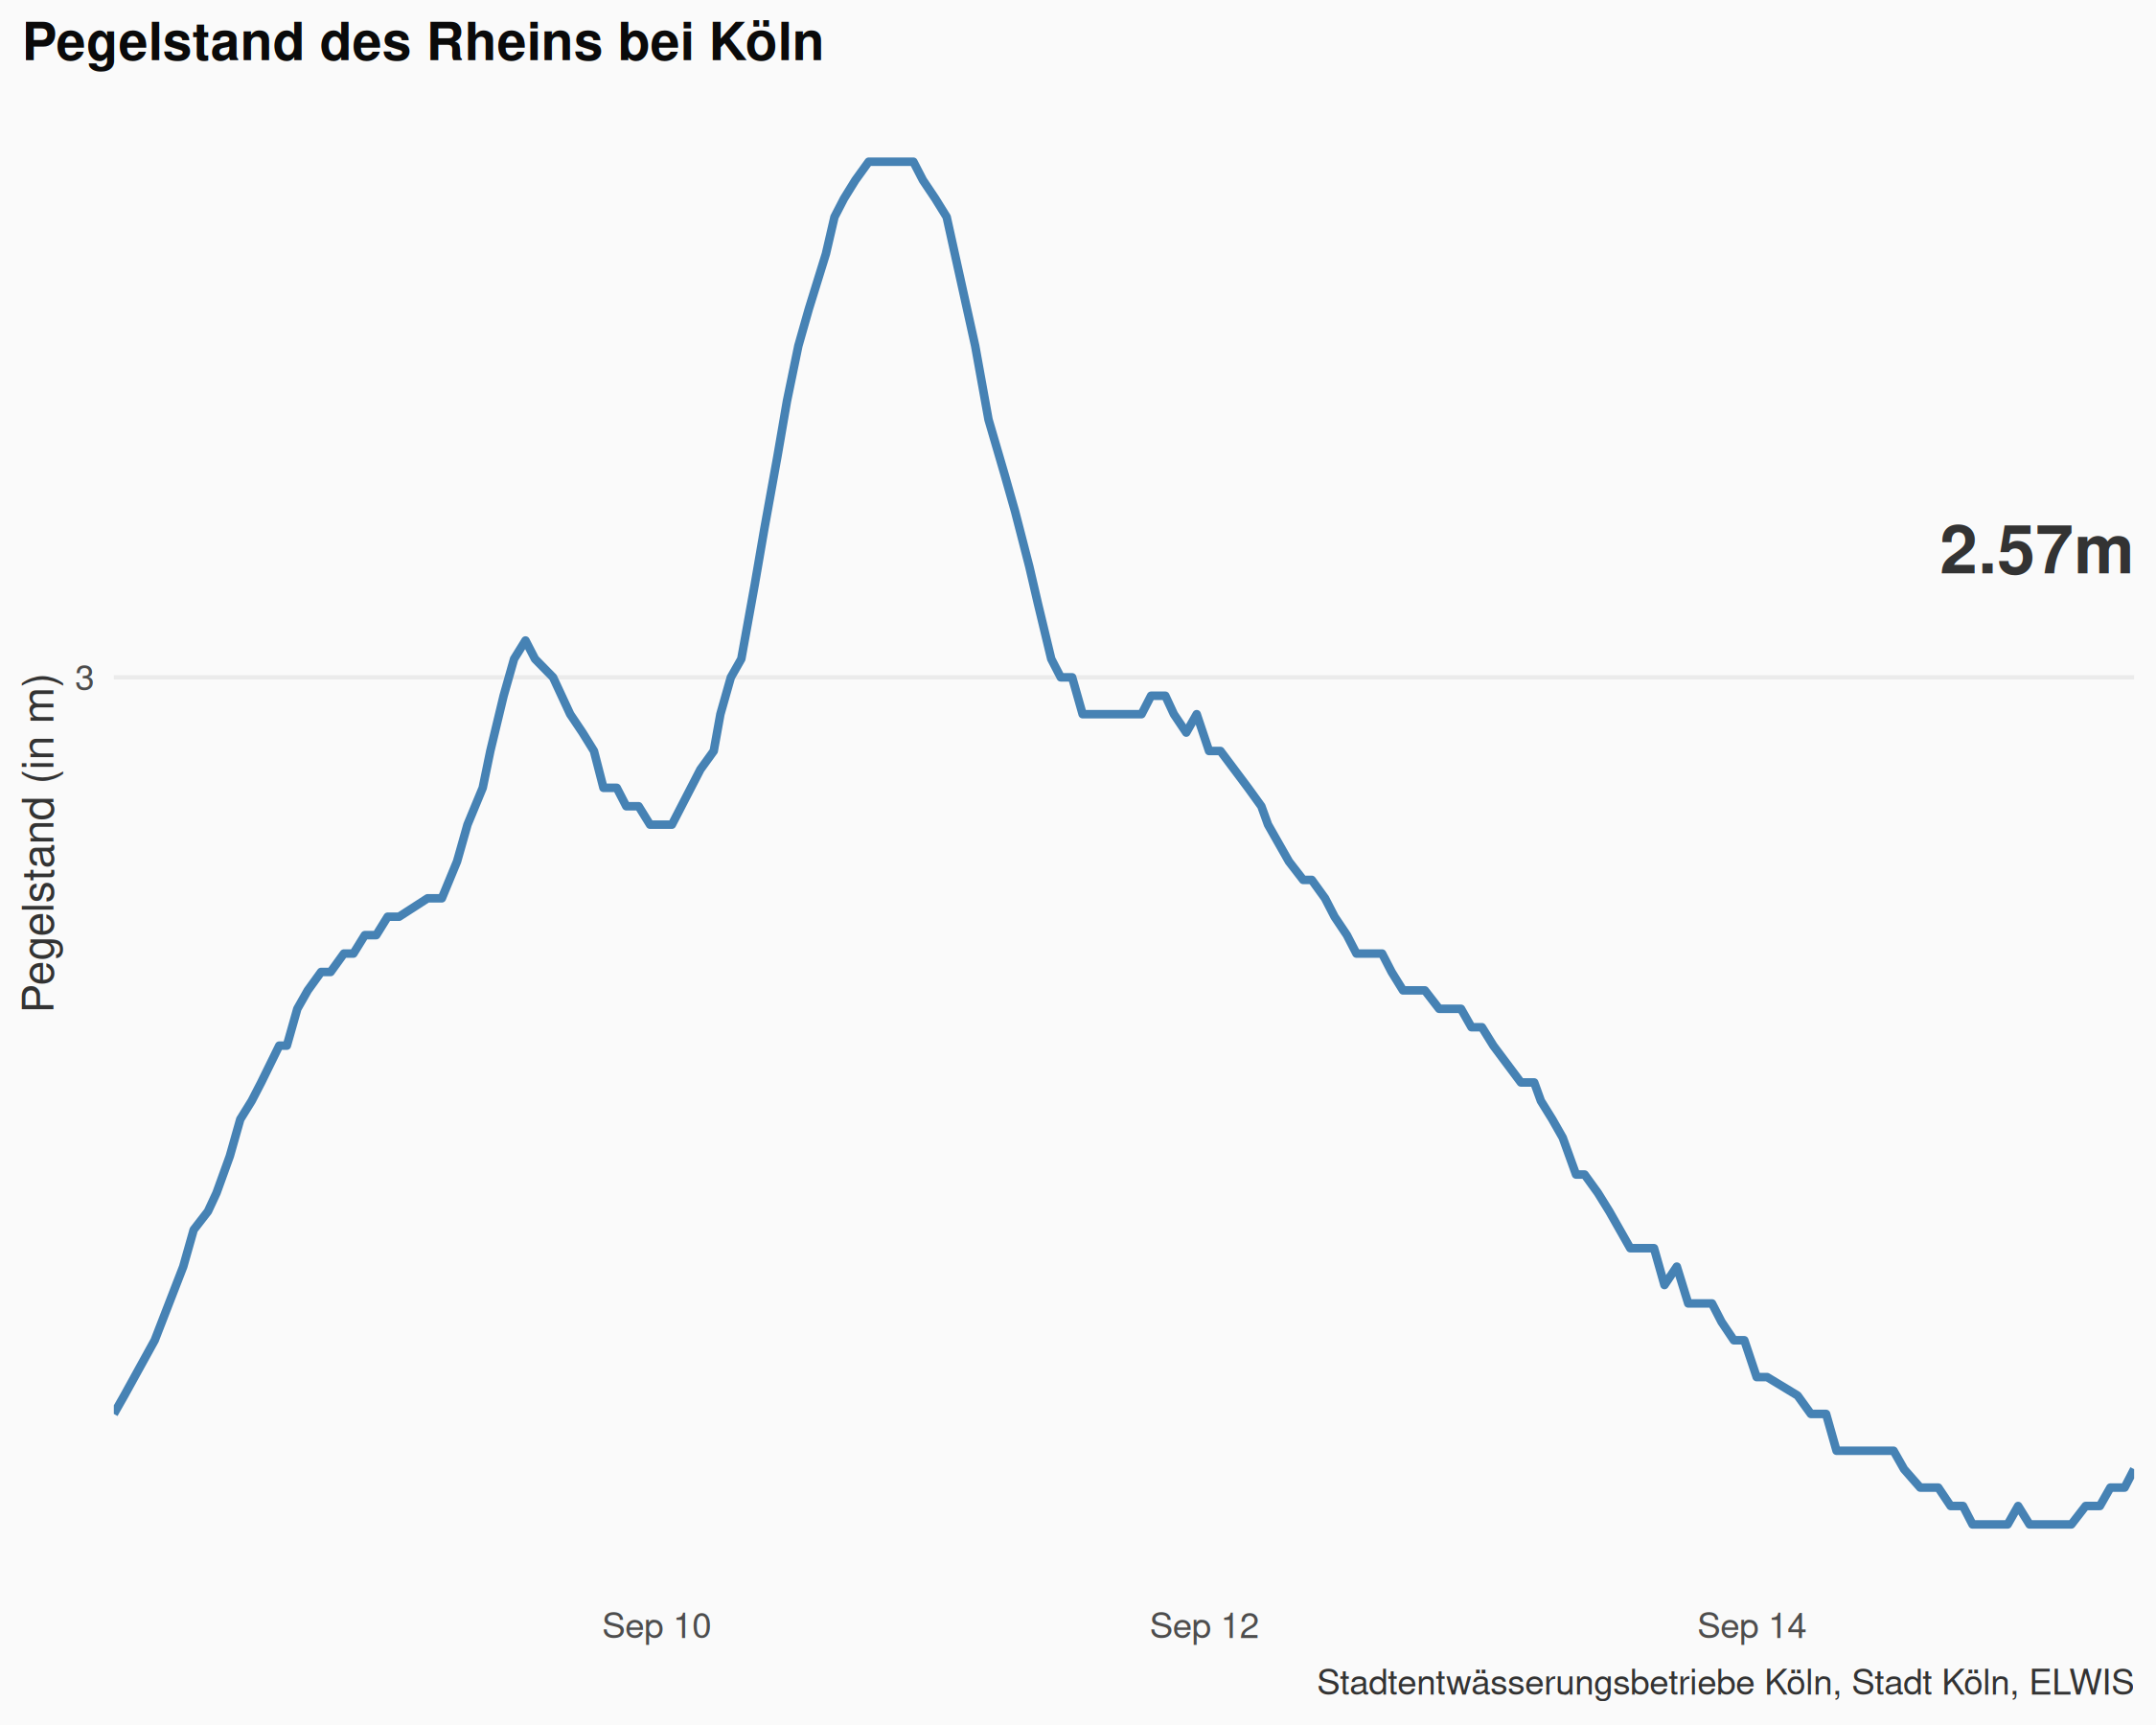 Pegelstand des Rheins bei Köln
2.57m
Pegelstand (in m)
3
Sep 10
Sep 12
Sep 14
Stadtentwässerungsbetriebe Köln, Stadt Köln, ELWIS